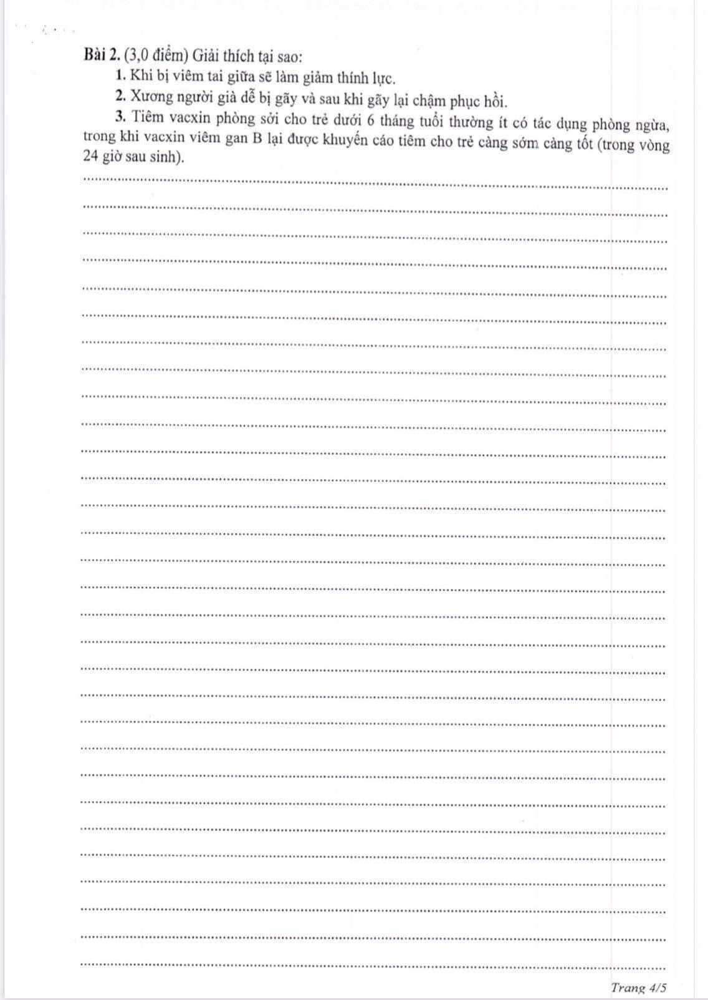 Bài 2. (3,0 điểm) Giải thích tại sao:
1. Khi bị viêm tai giữa sẽ làm giảm thính lực.
2. Xương người già dễ bị gãy và sau khi gãy lại chậm phục hồi.
3. Tiêm vacxin phòng sởi cho trẻ dưới 6 tháng tuổi thường ít có tác dụng phòng ngừa,
trong khi vacxin viêm gan B lại được khuyến cáo tiêm cho trẻ càng sớm càng tốt (trong vòng
24 giờ sau sinh).
Trang 4/5